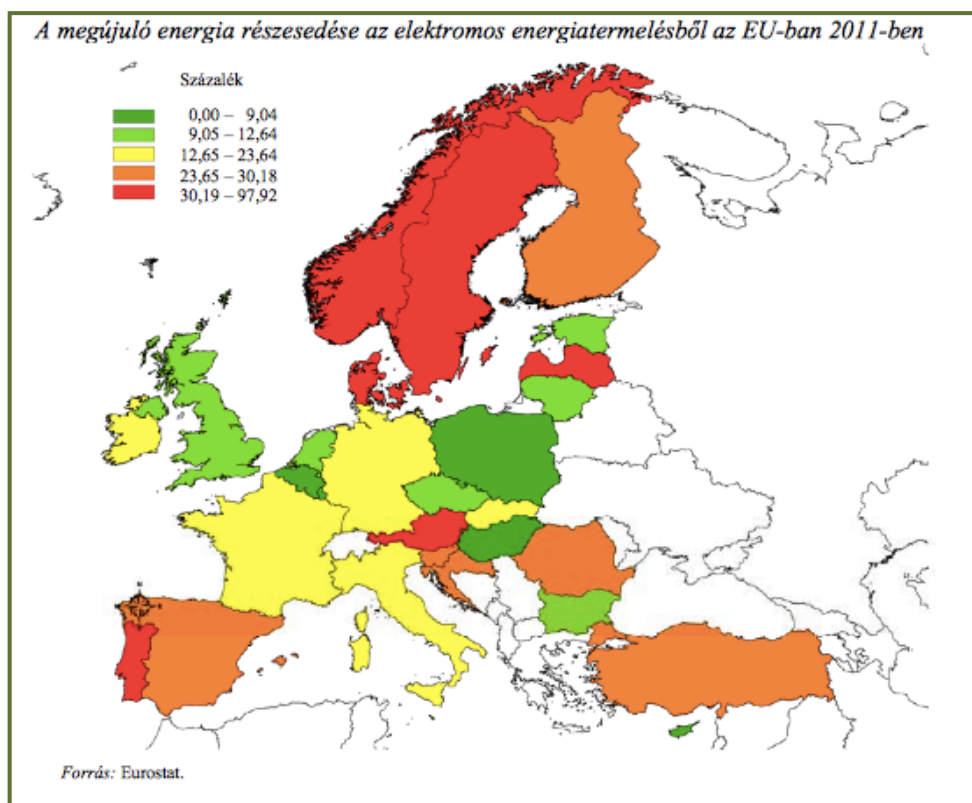 A megújuló energia részesedése az elektromos energiatermelésből az EU-ban 2011-ben
Százalék
0,00 – 9,04
9,05 – 12,64
12,65 – 23,64
23,65 – 30,18
30,19 – 97,92
Forrás: Eurostat.